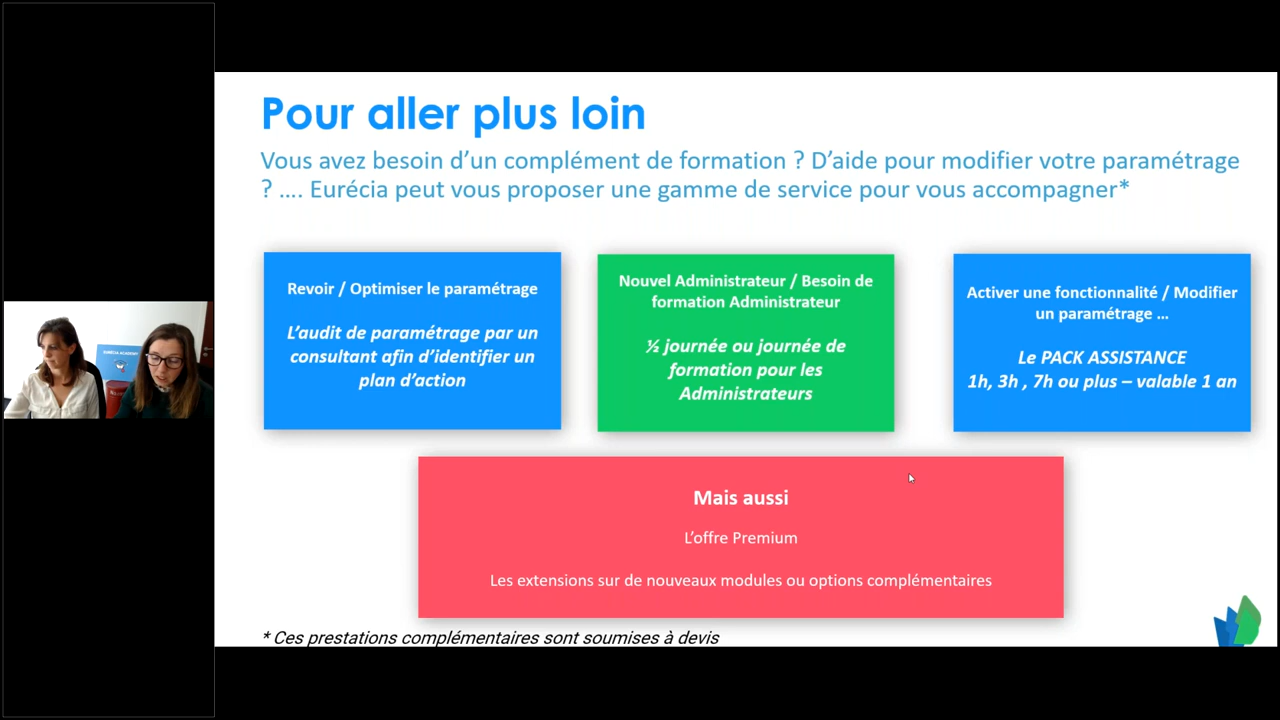 Pour aller plus loin
Vous avez besoin d’un complément de formation ? D’aide pour modifier votre paramétrage
? …. Eurécia peut vous proposer une gamme de service pour vous accompagner*
Revoir / Optimiser le paramétrage
L’audit de paramétrage par un
consultant afin d’identifier un
plan d’action
Nouvel Administrateur / Besoin de
formation Administrateur
½ journée ou journée de
formation pour les
Administrateurs
Activer une fonctionnalité / Modifier
un paramétrage …
Le PACK ASSISTANCE
1h, 3h , 7h ou plus – valable 1 an
Mais aussi
L’offre Premium
Les extensions sur de nouveaux modules ou options complémentaires
* Ces prestations complémentaires sont soumises à devis